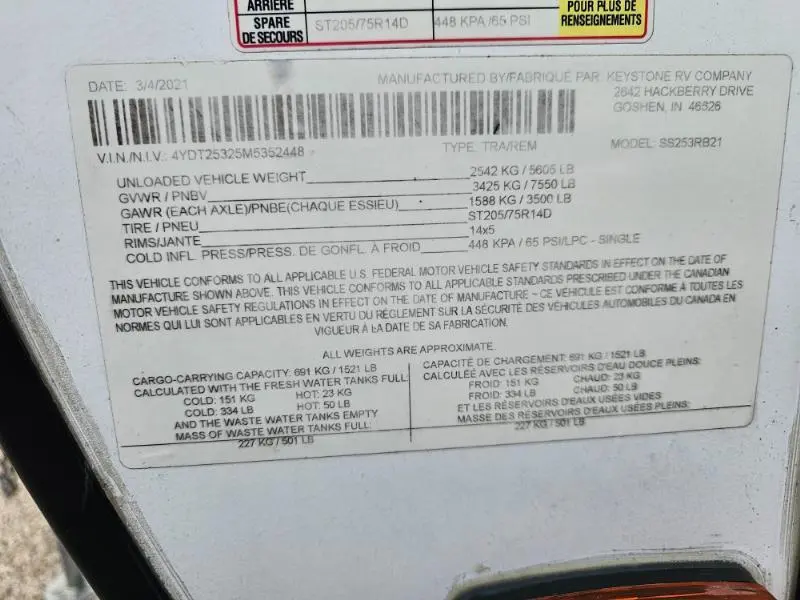 ARRIÈRE
SPARE
DE SECOURS
ST205/75R14D
448 KPA /65 PSI
POUR PLUS DE
RENSEIGNEMENTS
DATE: 3/4/2021
MANUFACTURED BY/FABRIQUÉ PAR KEYSTONE RV COMPANY
2642 HACKBERRY DRIVE
GOSHEN, IN 46526
V.I.N./N.I.V.: 4YDT25325M5352448
TYPE: TRA/REM
MODEL: SS253RB21
UNLOADED VEHICLE WEIGHT 2542 KG / 5605 LB
GVWR / PNBV 3425 KG / 7550 LB
GAWR (EACH AXLE)/PNBE(CHAQUE ESSIEU) 1588 KG / 3500 LB
TIRE / PNEU ST205/75R14D
RIMS/JANTE 14x5
COLD INFL. PRESS/PRESS. DE GONFL. À FROID 448 KPA / 65 PSI/LPC - SINGLE
THIS VEHICLE CONFORMS TO ALL APPLICABLE U.S. FEDERAL MOTOR VEHICLE SAFETY STANDARDS IN EFFECT ON THE DATE OF
MANUFACTURE SHOWN ABOVE. THIS VEHICLE CONFORMS TO ALL APPLICABLE STANDARDS PRESCRIBED UNDER THE CANADIAN
MOTOR VEHICLE SAFETY REGULATIONS IN EFFECT ON THE DATE OF MANUFACTURE – CE VÉHICULE EST CONFORME À TOUTES LES
NORMES QUI LUI SONT APPLICABLES EN VERTU DU RÈGLEMENT SUR LA SÉCURITÉ DES VÉHICULES AUTOMOBILES DU CANADA EN
VIGUEUR À LA DATE DE SA FABRICATION.
ALL WEIGHTS ARE APPROXIMATE.
CARGO-CARRYING CAPACITY: 691 KG / 1521 LB
CALCULATED WITH THE FRESH WATER TANKS FULL:
COLD: 151 KG HOT: 23 KG
COLD: 334 LB HOT: 50 LB
AND THE WASTE WATER TANKS EMPTY
MASS OF WASTE WATER TANKS FULL:
227 KG / 501 LB
CAPACITÉ DE CHARGEMENT: 691 KG / 1521 LB
CALCULÉE AVEC LES RÉSERVOIRS D'EAU DOUCE PLEINS:
FROID: 151 KG CHAUD: 23 KG
FROID: 334 LB CHAUD: 50 LB
ET LES RÉSERVOIRS D'EAUX USÉES VIDES
MASSE DES RÉSERVOIRS D'EAUX USÉES PLEINS:
227 KG / 501 LB